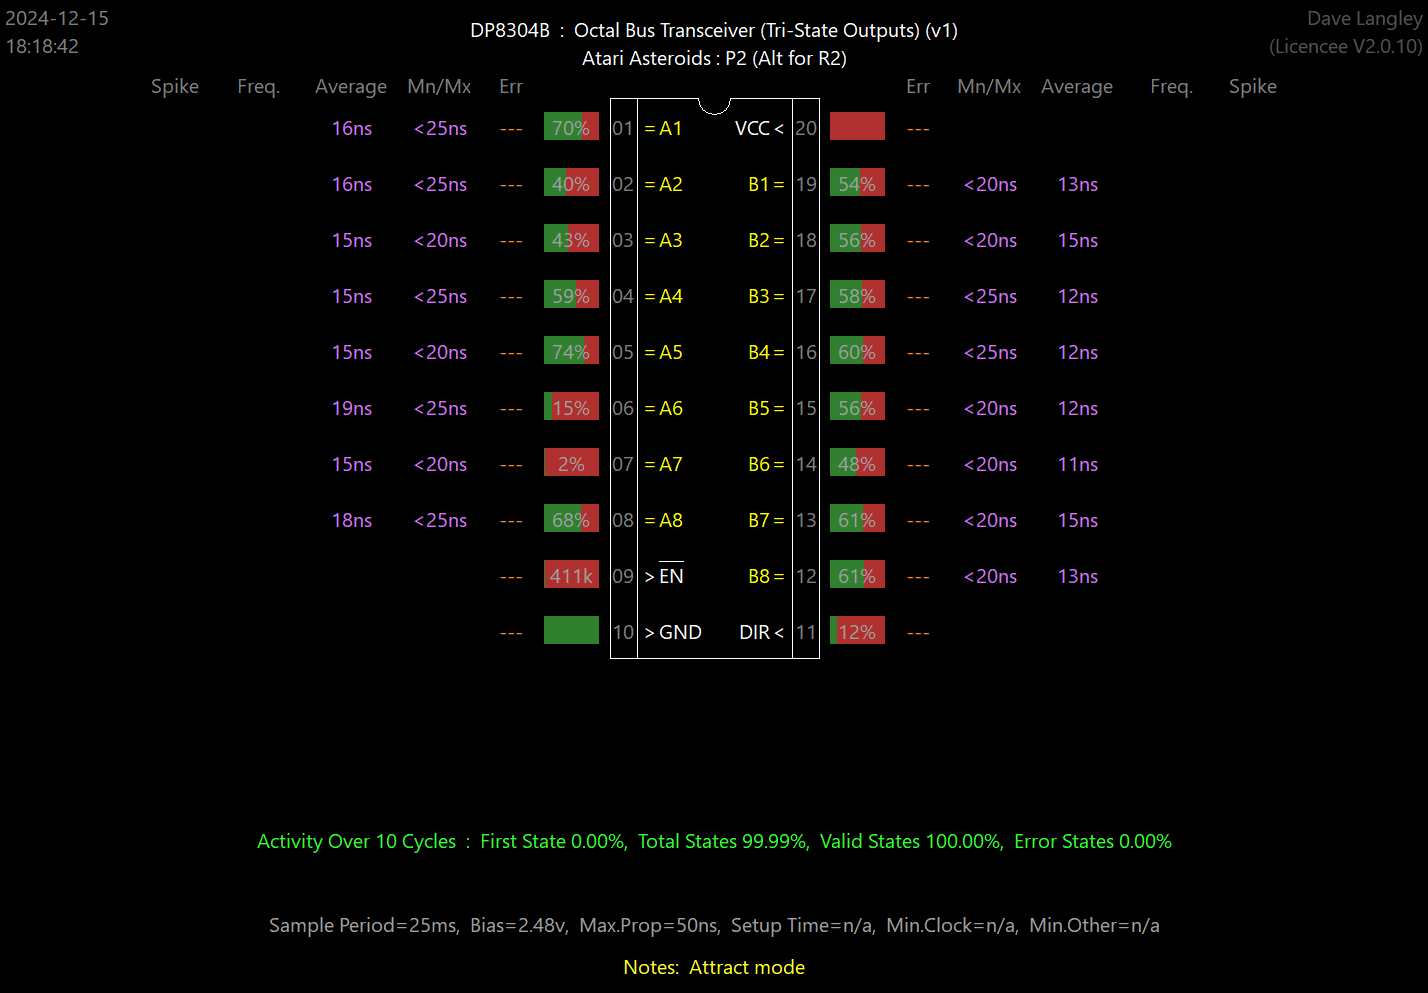 2024-12-15
18:18:42
DP8304B : Octal Bus Transceiver (Tri-State Outputs) (v1)
Atari Asteroids : P2 (Alt for R2)
Dave Langley
(Licencee V2.0.10)
Spike Freq. Average Mn/Mx Err Err Mn/Mx Average Freq. Spike
16ns <25ns --- 70% 01 = A1 VCC < 20 ---
16ns <25ns --- 40% 02 = A2 B1 = 19 54% --- <20ns 13ns
15ns <20ns --- 43% 03 = A3 B2 = 18 56% --- <20ns 15ns
15ns <25ns --- 59% 04 = A4 B3 = 17 58% --- <25ns 12ns
15ns <20ns --- 74% 05 = A5 B4 = 16 60% --- <25ns 12ns
19ns <25ns --- 15% 06 = A6 B5 = 15 56% --- <20ns 12ns
15ns <20ns --- 2% 07 = A7 B6 = 14 48% --- <20ns 11ns
18ns <25ns --- 68% 08 = A8 B7 = 13 61% --- <20ns 15ns
--- 411k 09 > EN B8 = 12 61% --- <20ns 13ns
--- 10 > GND DIR < 11 12% ---
Activity Over 10 Cycles : First State 0.00%, Total States 99.99%, Valid States 100.00%, Error States 0.00%
Sample Period=25ms, Bias=2.48v, Max.Prop=50ns, Setup Time=n/a, Min.Clock=n/a, Min.Other=n/a
Notes: Attract mode